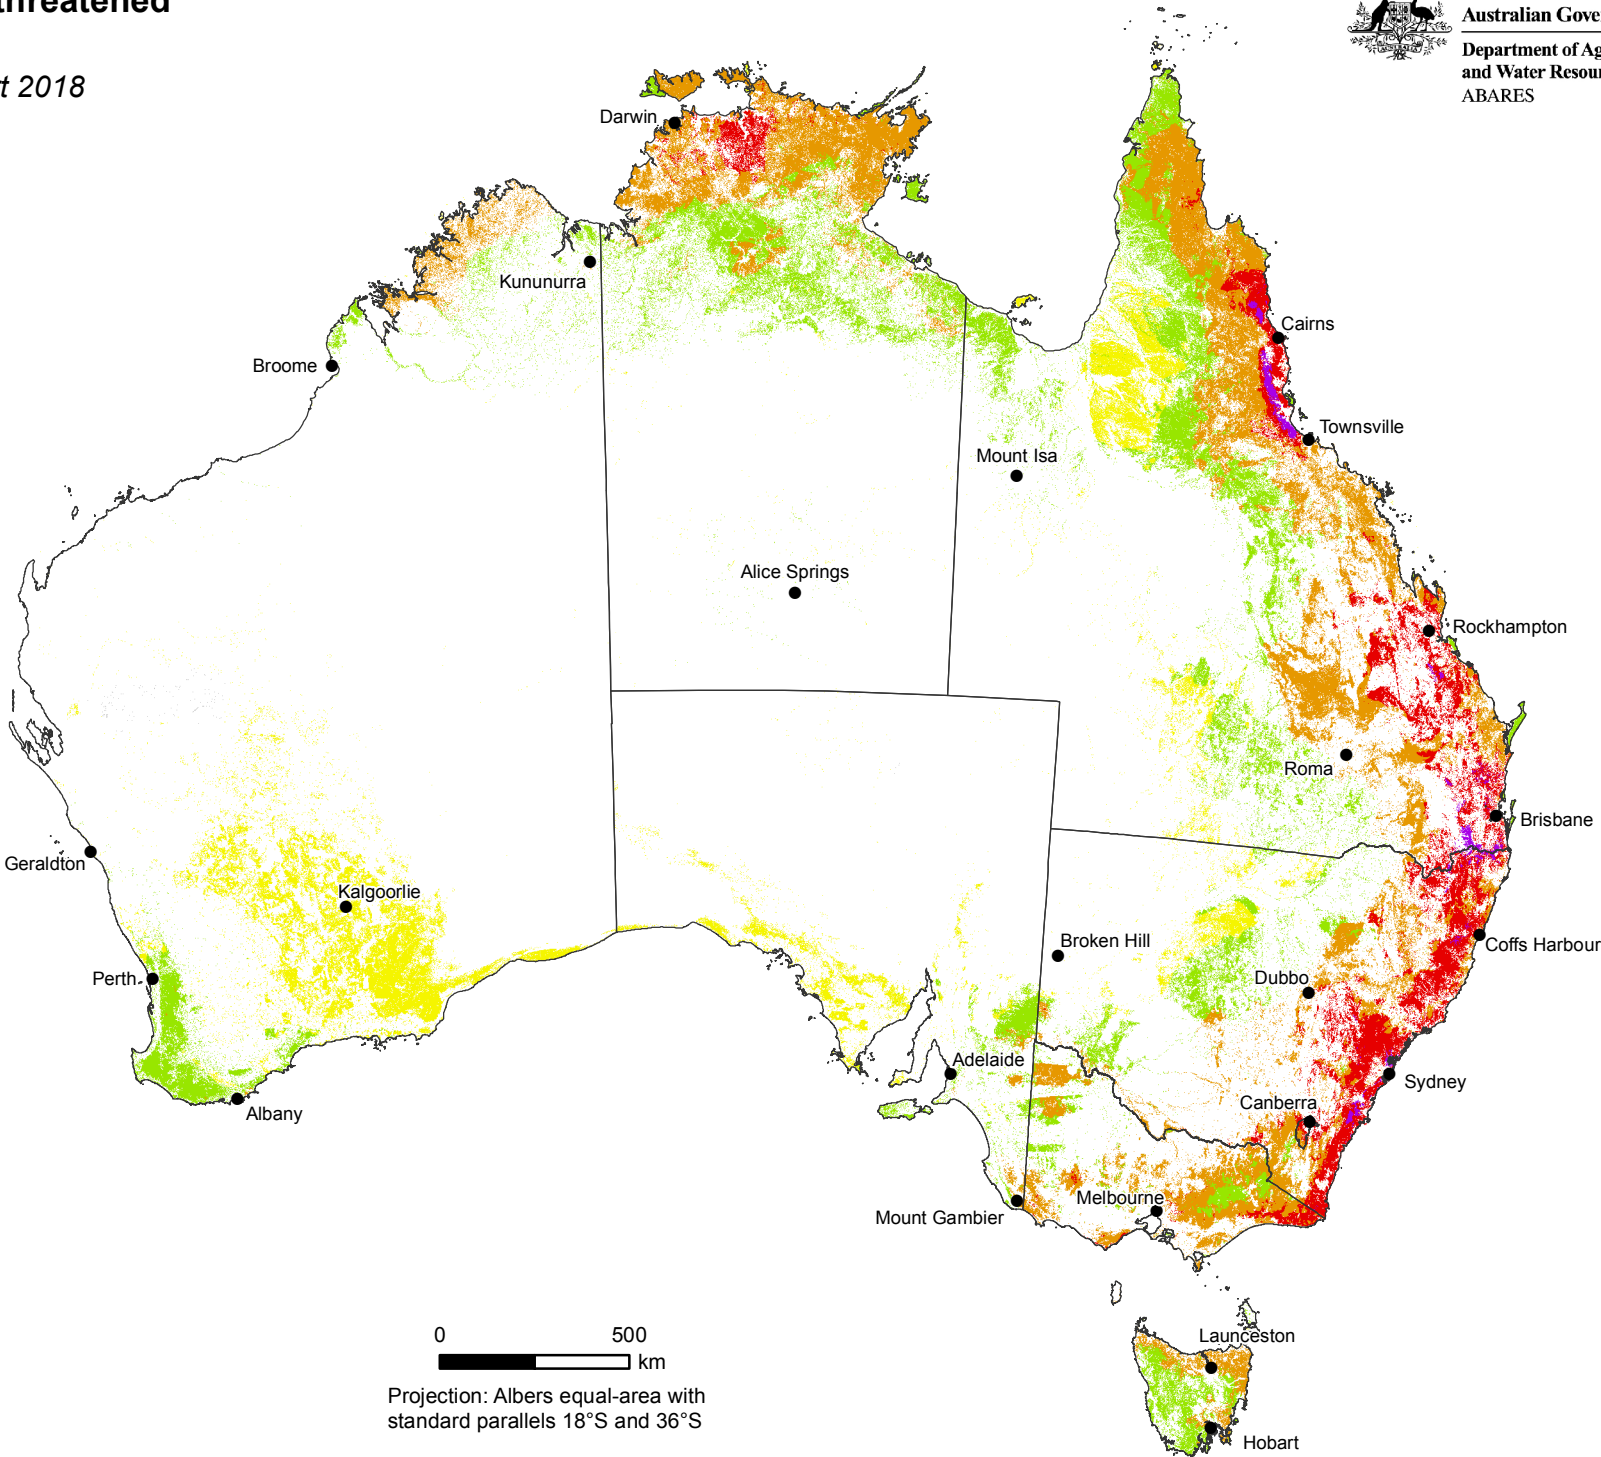 threatened
Australian Gove
t 2018
Department of Ag
and Water Resour
ABARES
Darwin
Kununurra
Cairns
Broome
Townsville
Mount Isa
Alice Springs
Rockhampton
Roma
Brisbane
Geraldton
Kalgoorlie
Broken Hill
Coffs Harbour
Perth
Dubbo
Adelaide
Sydney
Canberra
Albany
Melbourne
Mount Gambier
0 500
km
Launceston
Projection: Albers equal-area with
standard parallels 18°S and 36°S
Hobart